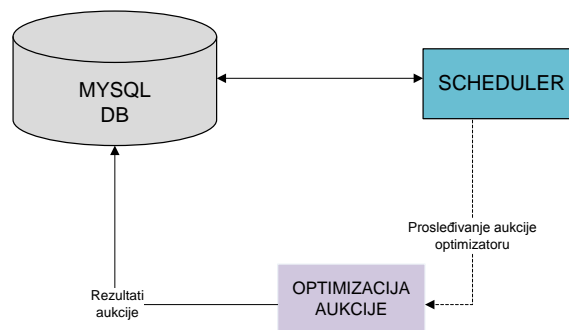 MYSQL
DB
SCHEDULER
Prosleđivanje aukcije
optimizatoru
OPTIMIZACIJA
AUKCIJE
Rezultati
aukcije